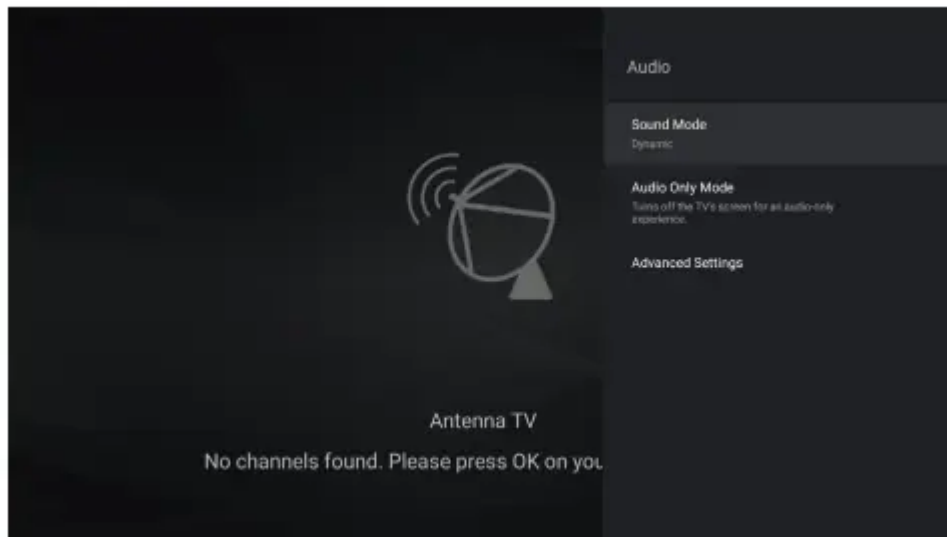 Audio
Sound Mode
Dynamic
Audio Only Mode
Turns off the TV's screen for an audio-only
experience.
Advanced Settings
Antenna TV
No channels found. Please press OK on you